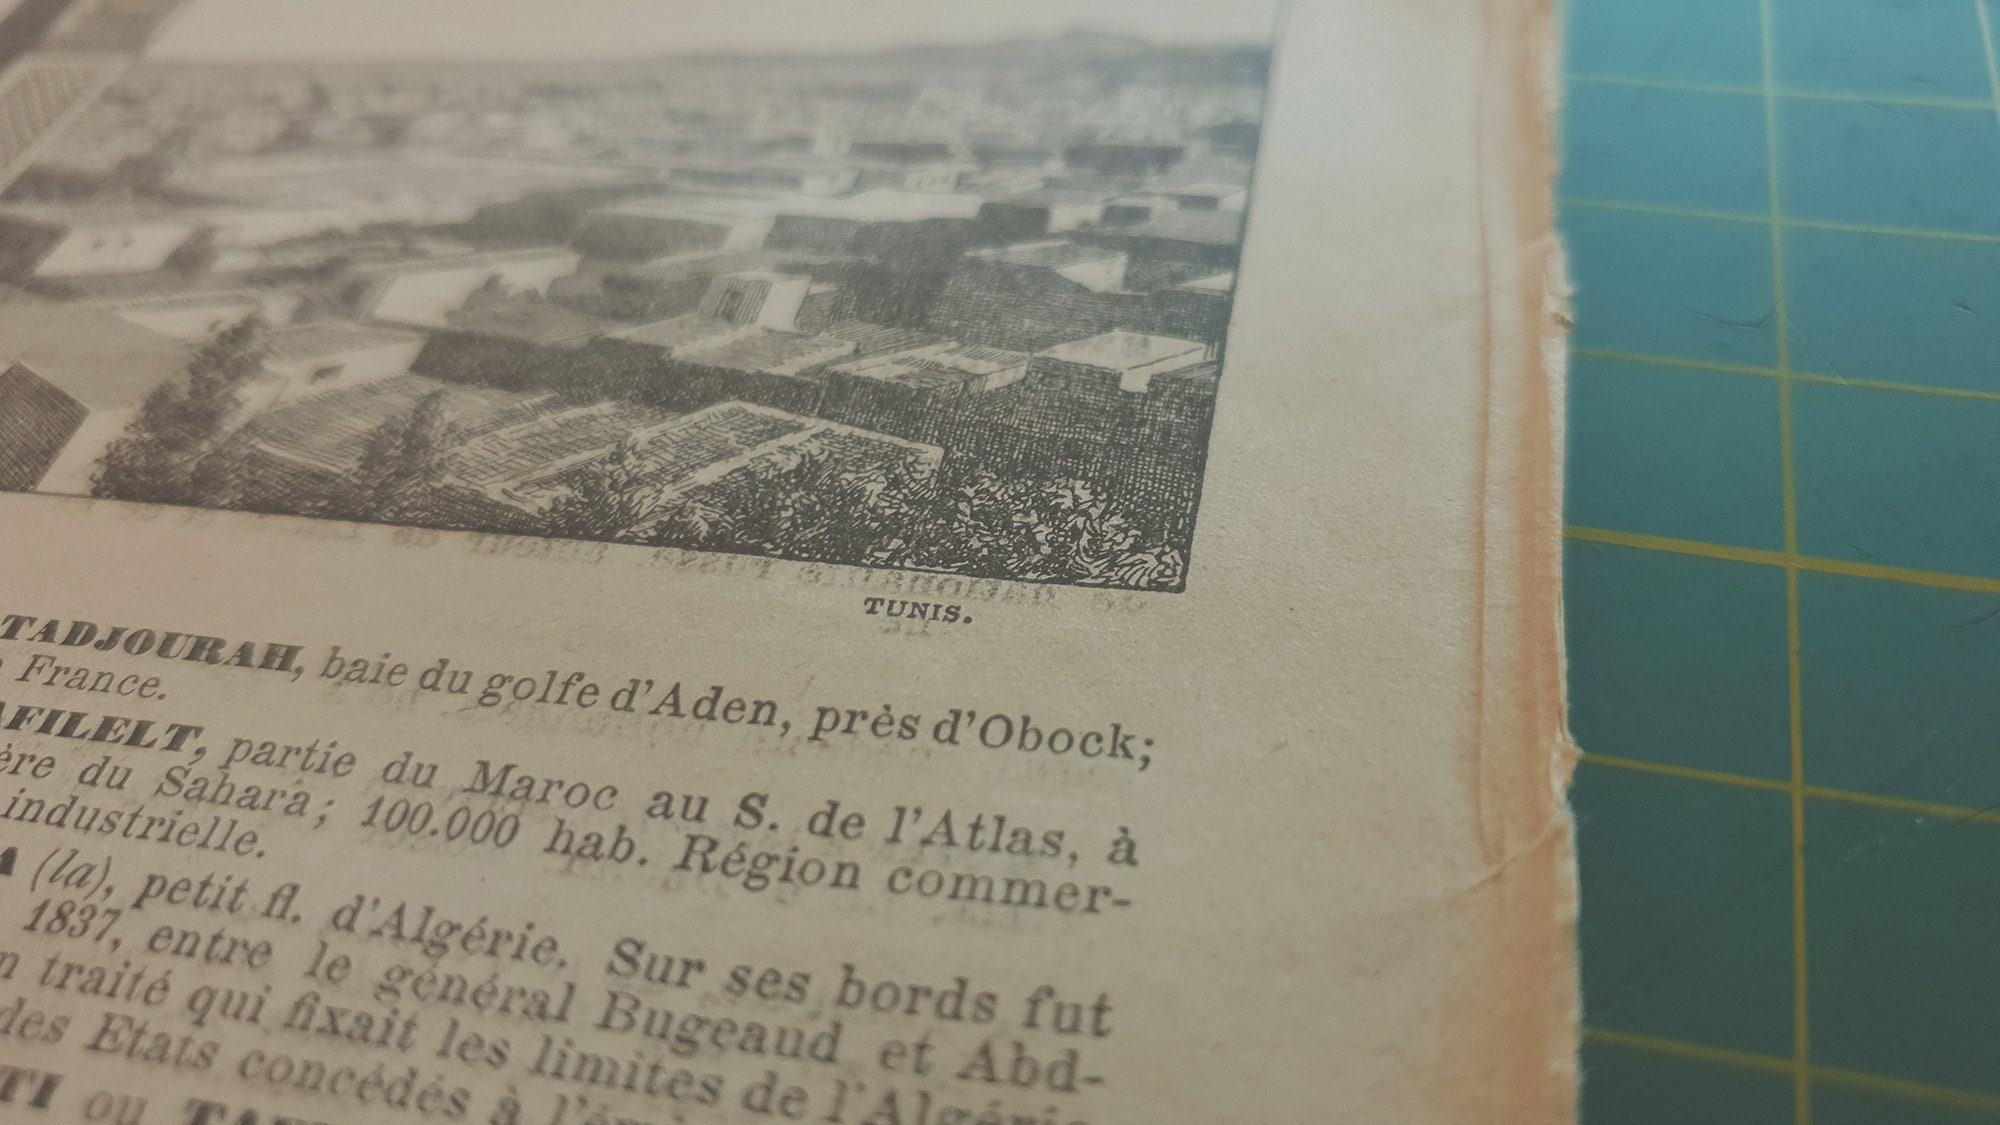 TUNIS.
TADJOURAH, baie du golfe d'Aden, près d'Obock;
France.
AFILELT, partie du Maroc au S. de l'Atlas, à
ère du Sahara; 100.000 hab. Région commer-
industrielle.
A (la), petit fl. d'Algérie. Sur ses bords fut
1837, entre le général Bugeaud et Abd-
n traité qui fixait les limites de l'Algérie
des Etats concédés à
TI ou